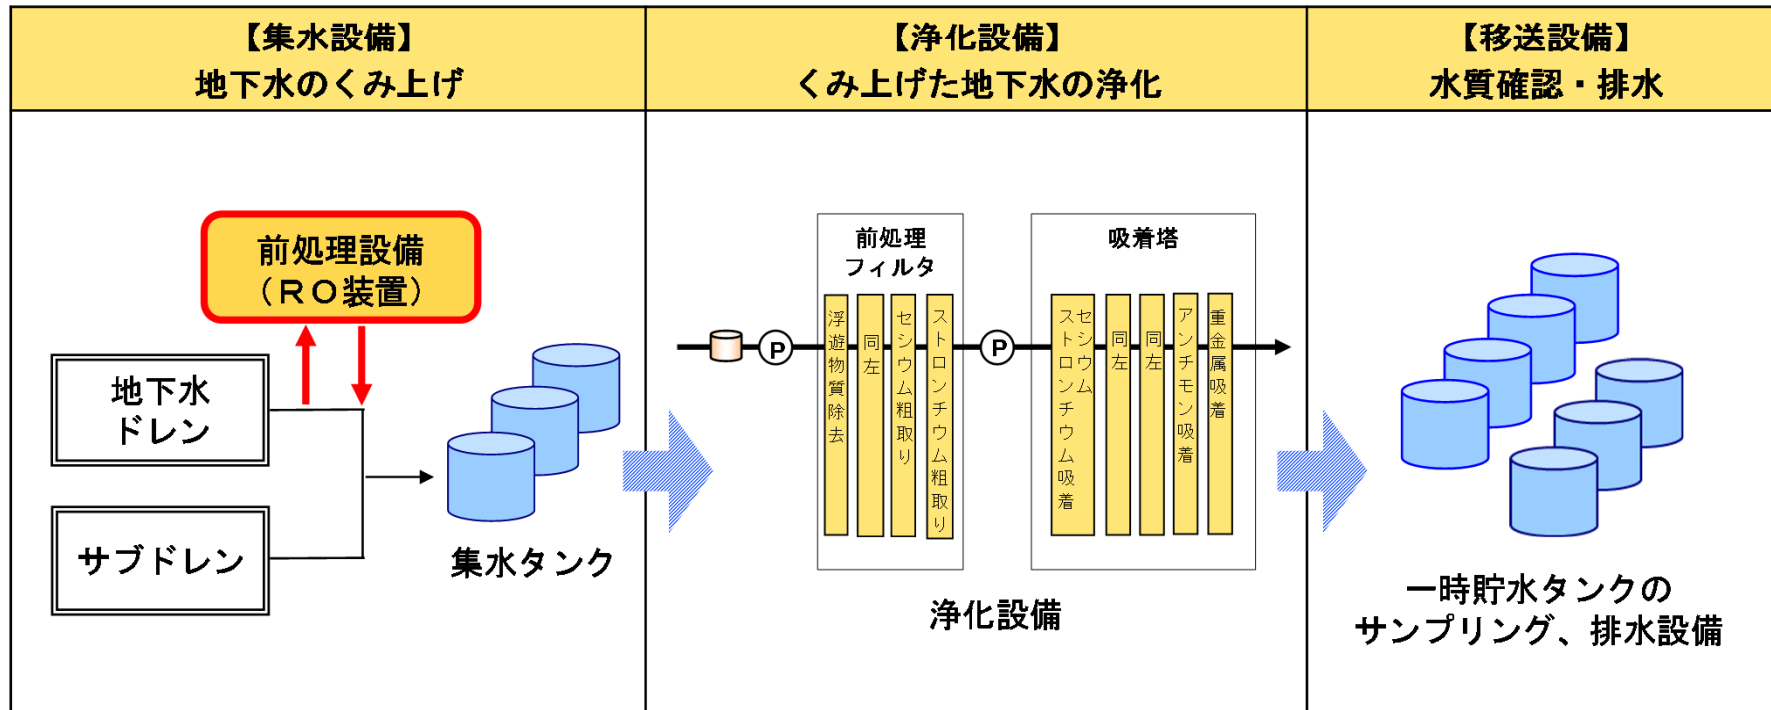 【集水設備】
地下水のくみ上げ
【浄化設備】
くみ上げた地下水の浄化
【移送設備】
水質確認・排水
前処理設備
（ＲＯ装置）
地下水
ドレン
サブドレン
集水タンク
前処理
フィルタ
P
浮遊物質除去
同左
セシウム粗取り
ストロンチウム粗取り
P
吸着塔
セシウム
ストロンチウム吸着
同左
同左
アンチモン吸着
重金属吸着
浄化設備
一時貯水タンクの
サンプリング、排水設備